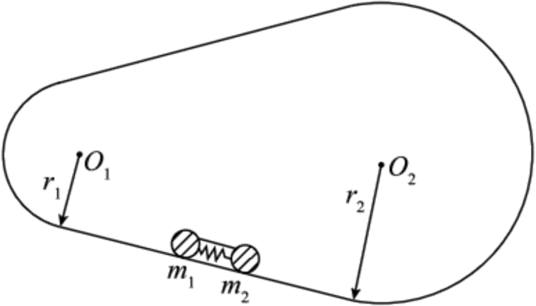 O₁
r₁
O₂
r₂
m₁
m₂